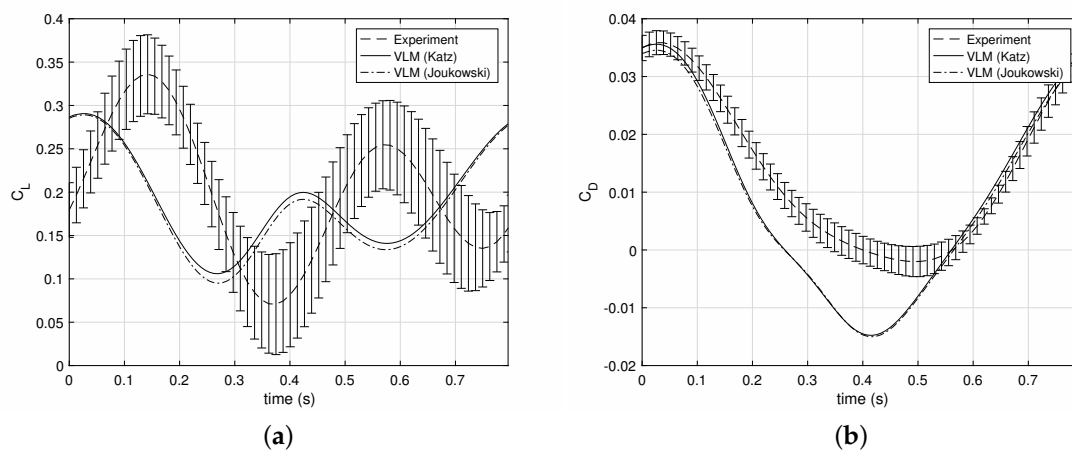 0.4
0.35
0.3
0.25
0.2
0.15
0.1
0.05
0
C_L
0 0.1 0.2 0.3 0.4 0.5 0.6 0.7
time (s)
Experiment
VLM (Katz)
VLM (Joukowski)
(a)
0.04
0.03
0.02
0.01
0
-0.01
-0.02
C_D
0 0.1 0.2 0.3 0.4 0.5 0.6 0.7
time (s)
Experiment
VLM (Katz)
VLM (Joukowski)
(b)